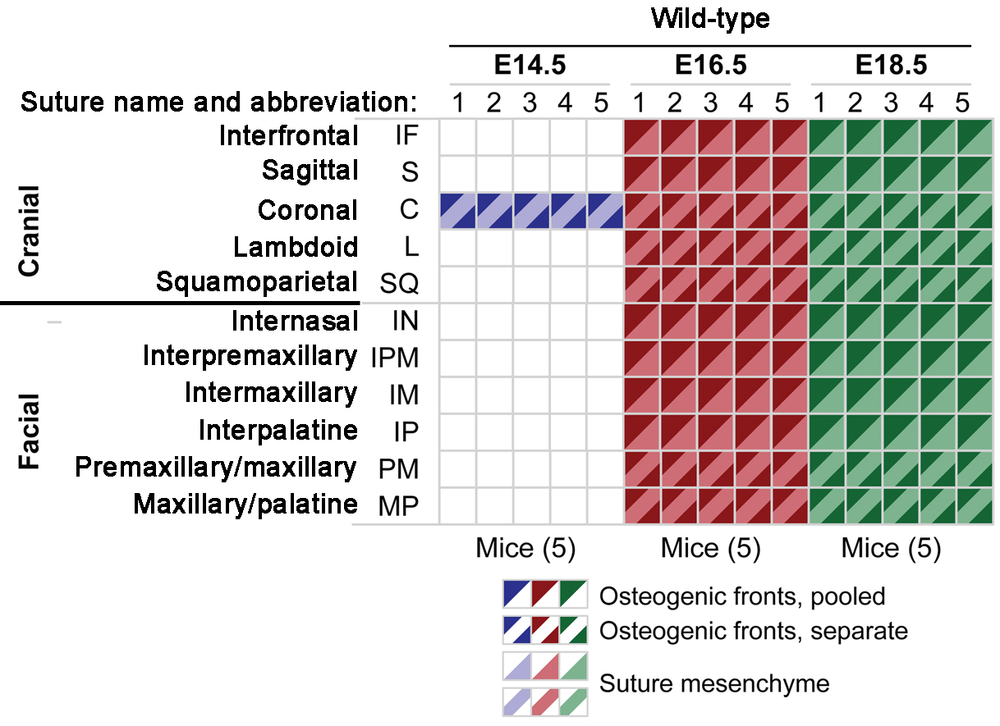 Wild-type
E14.5 E16.5 E18.5
Suture name and abbreviation: 1 2 3 4 5 1 2 3 4 5 1 2 3 4 5
Cranial
Interfrontal IF
Sagittal S
Coronal C
Lambdoid L
Squamoparietal SQ
Facial
Internasal IN
Interpremaxillary IPM
Intermaxillary IM
Interpalatine IP
Premaxillary/maxillary PM
Maxillary/palatine MP
Mice (5) Mice (5) Mice (5)
Osteogenic fronts, pooled
Osteogenic fronts, separate
Suture mesenchyme